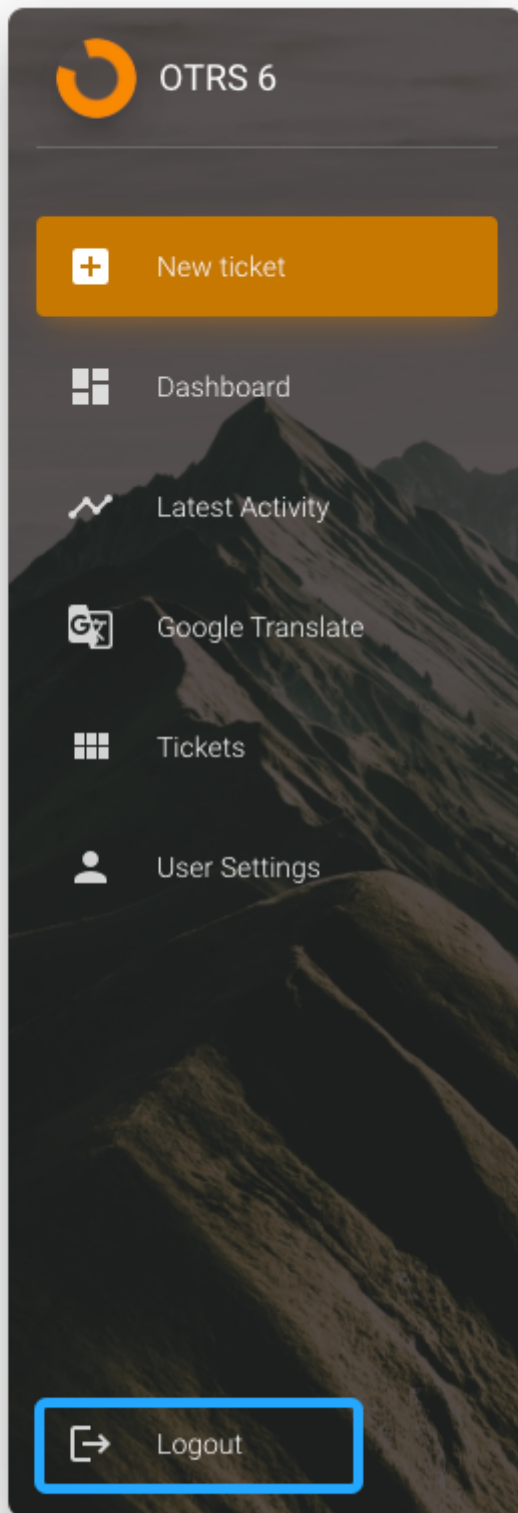 OTRS 6
New ticket
Dashboard
Latest Activity
Google Translate
Tickets
User Settings
Logout